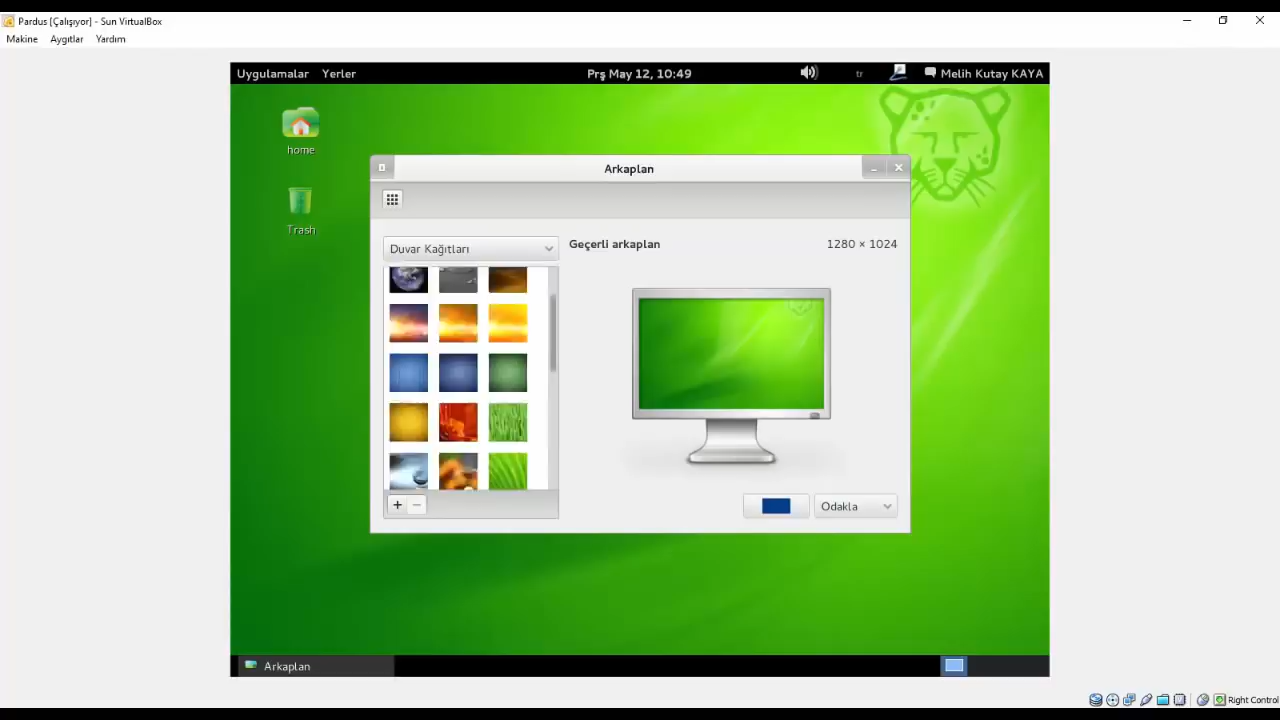 Pardus [Çalışıyor] - Sun VirtualBox
Makine Aygıtlar Yardım
Uygulamalar Yerler Prş May 12, 10:49 tr Melih Kutay KAYA
home
Trash
Arkaplan
Duvar Kağıtları
Geçerli arkaplan 1280 × 1024
Odakla
Arkaplan
Right Control